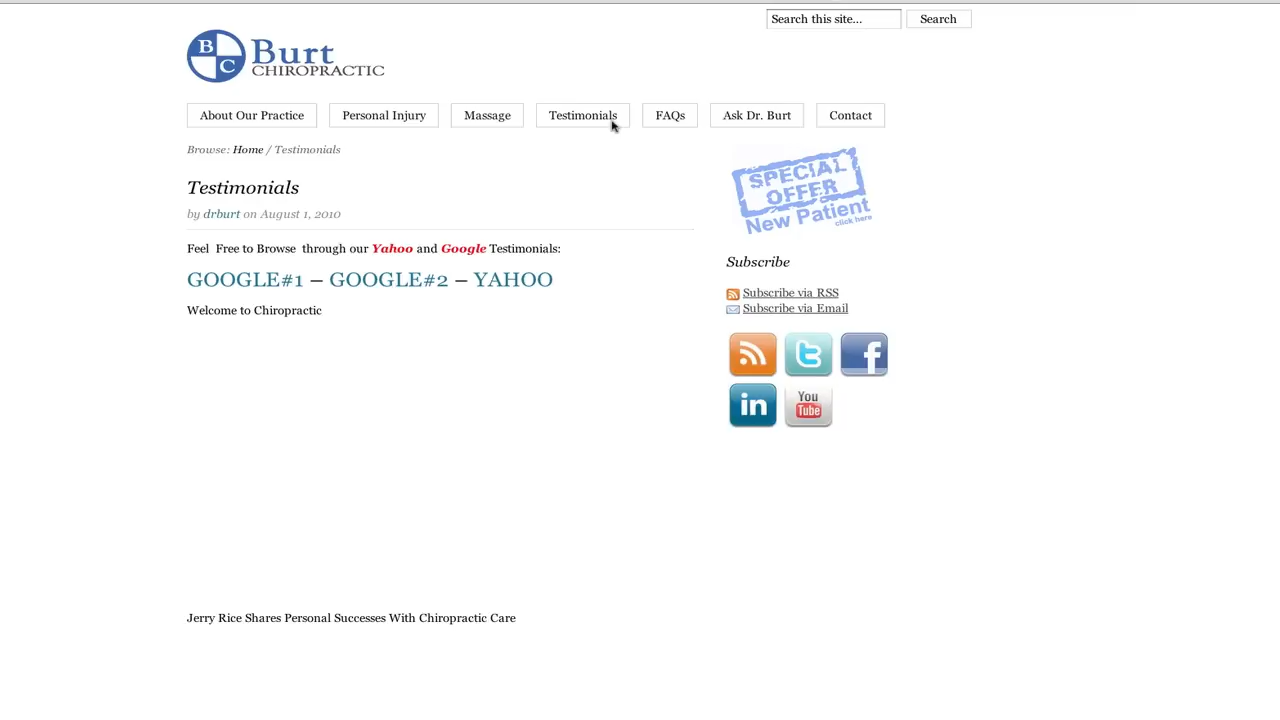 Search this site...
Search
B
C
Burt
CHIROPRACTIC
About Our Practice
Personal Injury
Massage
Testimonials
FAQs
Ask Dr. Burt
Contact
Browse: Home / Testimonials
Testimonials
by drburt on August 1, 2010
Feel Free to Browse through our Yahoo and Google Testimonials:
GOOGLE#1 – GOOGLE#2 – YAHOO
Welcome to Chiropractic
Jerry Rice Shares Personal Successes With Chiropractic Care
SPECIAL
OFFER
New Patient
click here
Subscribe
Subscribe via RSS
Subscribe via Email
t
f
in
You
Tube